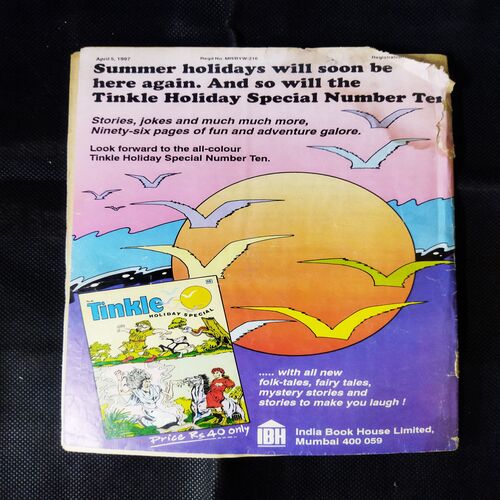 April 5, 1997 Regd No. MH/BYW-216 Registration
Summer holidays will soon be
here again. And so will the
Tinkle Holiday Special Number Ten
Stories, jokes and much much more,
Ninety-six pages of fun and adventure galore.
Look forward to the all-colour
Tinkle Holiday Special Number Ten.
Tinkle
HOLIDAY SPECIAL
Price Rs 40 only
..... with all new
folk-tales, fairy tales,
mystery stories and
stories to make you laugh !
IBH
India Book House Limited,
Mumbai 400 059